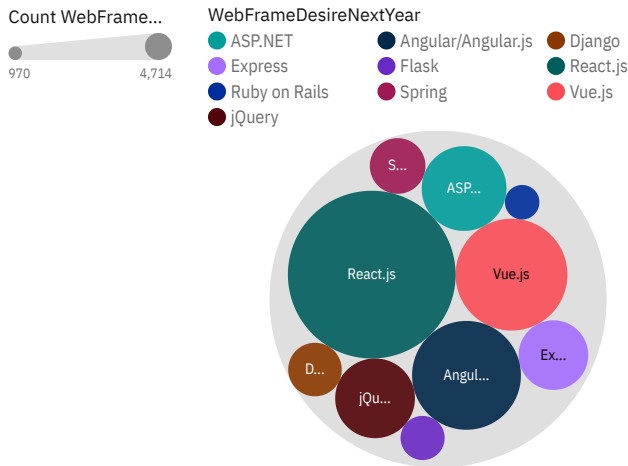 Count WebFrame...
970 4,714
WebFrameDesireNextYear
ASP.NET Angular/Angular.js Django
Express Flask React.js
Ruby on Rails Spring Vue.js
jQuery
S...
ASP...
React.js
Vue.js
Ex...
D...
Angul...
jQu...